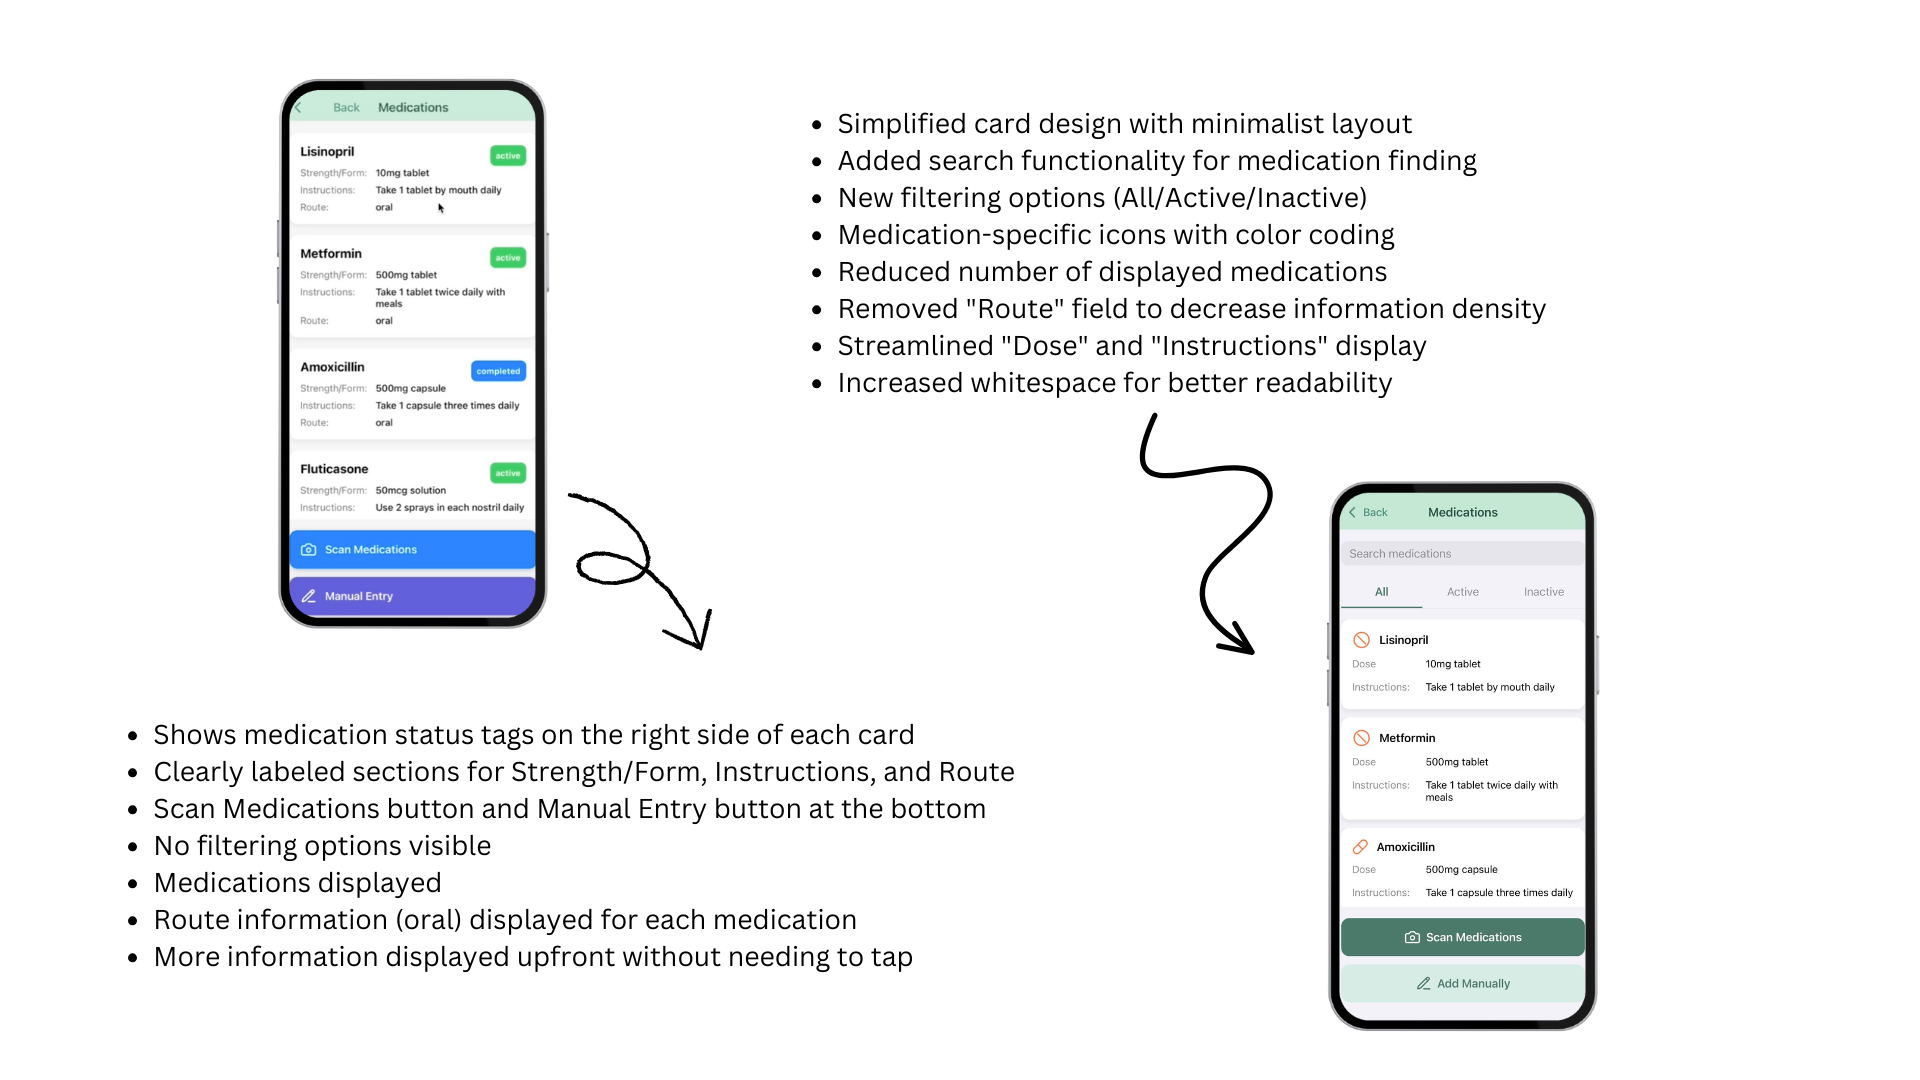 Back Medications
Lisinopril active
Strength/Form: 10mg tablet
Instructions: Take 1 tablet by mouth daily
Route: oral
Metformin active
Strength/Form: 500mg tablet
Instructions: Take 1 tablet twice daily with
meals
Route: oral
Amoxicillin completed
Strength/Form: 500mg capsule
Instructions: Take 1 capsule three times daily
Route: oral
Fluticasone active
Strength/Form: 50mcg solution
Instructions: Use 2 sprays in each nostril daily
Scan Medications
Manual Entry
• Simplified card design with minimalist layout
• Added search functionality for medication finding
• New filtering options (All/Active/Inactive)
• Medication-specific icons with color coding
• Reduced number of displayed medications
• Removed "Route" field to decrease information density
• Streamlined "Dose" and "Instructions" display
• Increased whitespace for better readability
• Shows medication status tags on the right side of each card
• Clearly labeled sections for Strength/Form, Instructions, and Route
• Scan Medications button and Manual Entry button at the bottom
• No filtering options visible
• Medications displayed
• Route information (oral) displayed for each medication
• More information displayed upfront without needing to tap
Back Medications
Search medications
All Active Inactive
Lisinopril
Dose 10mg tablet
Instructions: Take 1 tablet by mouth daily
Metformin
Dose 500mg tablet
Instructions: Take 1 tablet twice daily with
meals
Amoxicillin
Dose 500mg capsule
Instructions: Take 1 capsule three times daily
Scan Medications
Add Manually